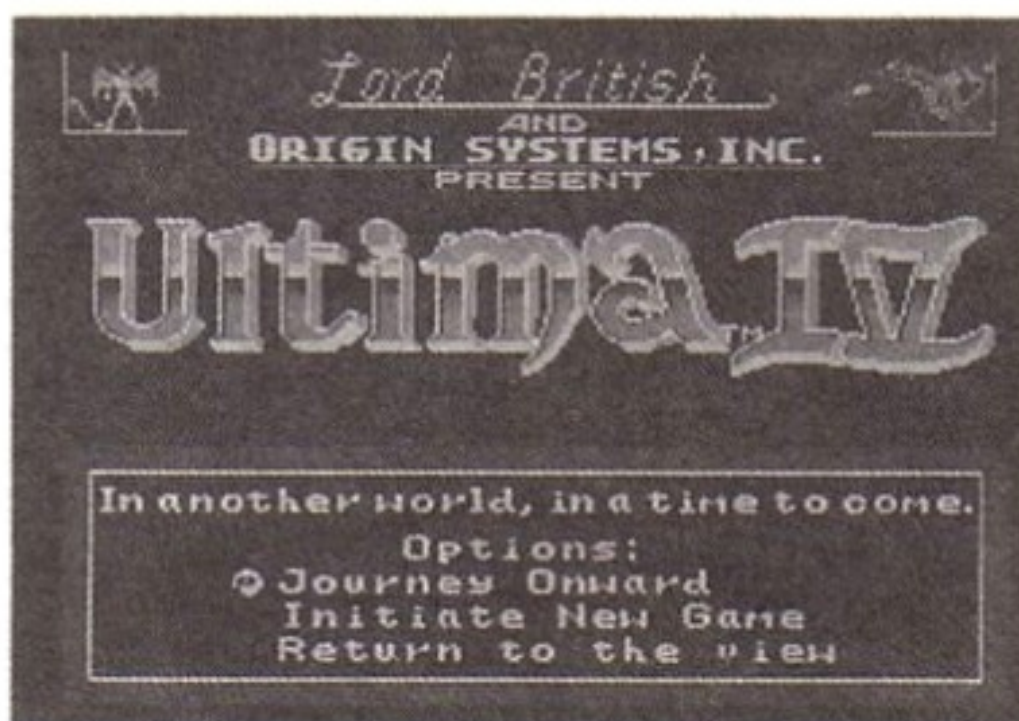 Lord British
AND
ORIGIN SYSTEMS, INC.
PRESENT
Ultima IV
TM
In another world, in a time to come.
Options:
Journey Onward
Initiate New Game
Return to the view